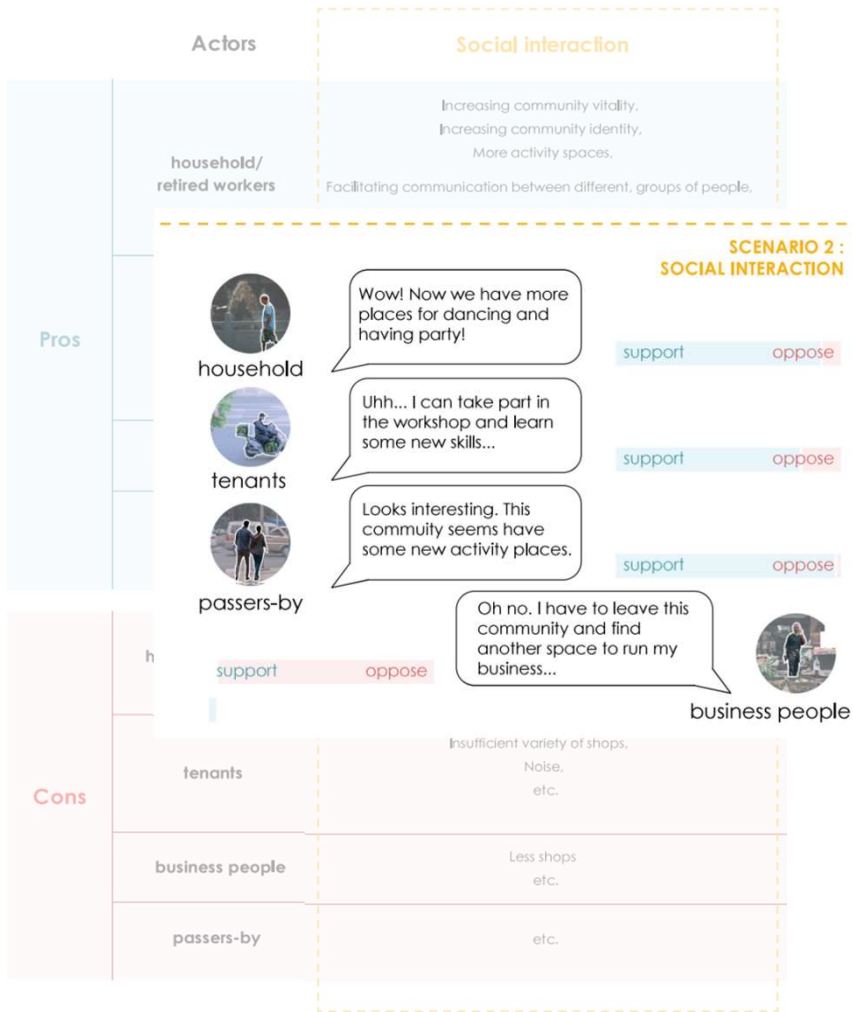 Actors
Social interaction
Pros
household/
retired workers
Increasing community vitality,
Increasing community identity,
More activity spaces,
Facilitating communication between different, groups of people,
SCENARIO 2 :
SOCIAL INTERACTION
household
Wow! Now we have more
places for dancing and
having party!
support
oppose
tenants
Uhh... I can take part in
the workshop and learn
some new skills...
support
oppose
passers-by
Looks interesting. This
commuity seems have
some new activity places.
support
oppose
Oh no. I have to leave this
community and find
another space to run my
business...
business people
support
oppose
Cons
h
tenants
Insufficient variety of shops,
Noise,
etc.
business people
Less shops
etc.
passers-by
etc.